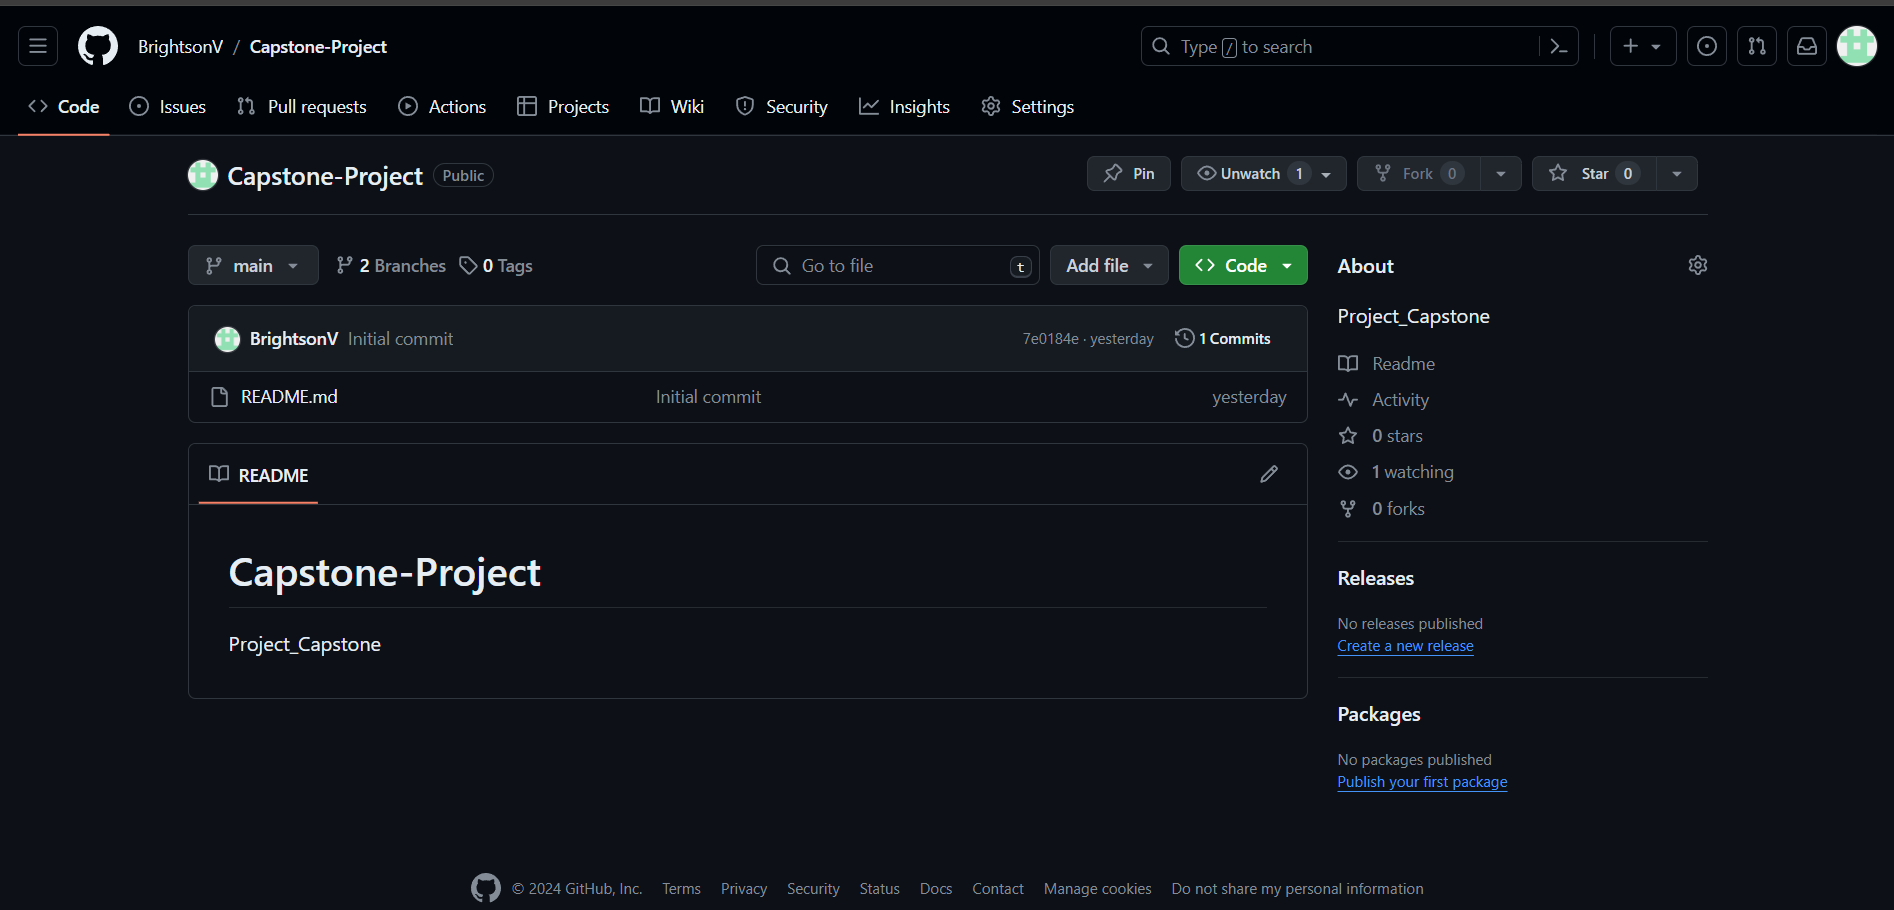 BrightsonV / Capstone-Project
Type / to search
Code Issues Pull requests Actions Projects Wiki Security Insights Settings
Capstone-Project Public
Pin Unwatch 1 Fork 0 Star 0
main 2 Branches 0 Tags
Go to file t Add file Code
BrightsonV Initial commit 7e0184e · yesterday 1 Commits
README.md Initial commit yesterday
README
Capstone-Project
Project_Capstone
About
Project_Capstone
Readme
Activity
0 stars
1 watching
0 forks
Releases
No releases published
Create a new release
Packages
No packages published
Publish your first package
© 2024 GitHub, Inc. Terms Privacy Security Status Docs Contact Manage cookies Do not share my personal information